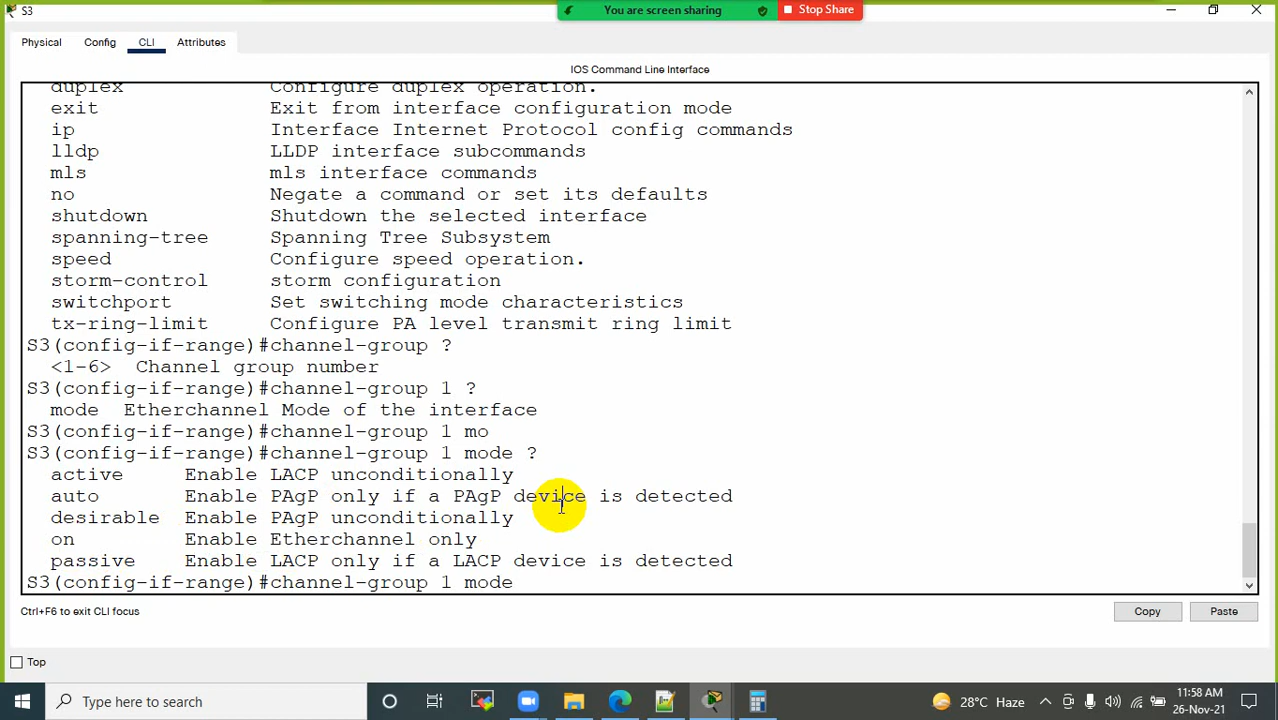 S3
You are screen sharing
Stop Share
Physical Config CLI Attributes
IOS Command Line Interface
duplex Configure duplex operation.
exit Exit from interface configuration mode
ip Interface Internet Protocol config commands
lldp LLDP interface subcommands
mls mls interface commands
no Negate a command or set its defaults
shutdown Shutdown the selected interface
spanning-tree Spanning Tree Subsystem
speed Configure speed operation.
storm-control storm configuration
switchport Set switching mode characteristics
tx-ring-limit Configure PA level transmit ring limit
S3(config-if-range)#channel-group ?
<1-6> Channel group number
S3(config-if-range)#channel-group 1 ?
mode Etherchannel Mode of the interface
S3(config-if-range)#channel-group 1 mo
S3(config-if-range)#channel-group 1 mode ?
active Enable LACP unconditionally
auto Enable PAgP only if a PAgP device is detected
desirable Enable PAgP unconditionally
on Enable Etherchannel only
passive Enable LACP only if a LACP device is detected
S3(config-if-range)#channel-group 1 mode
Ctrl+F6 to exit CLI focus
Copy
Paste
Top
Type here to search
28°C Haze
11:58 AM
26-Nov-21